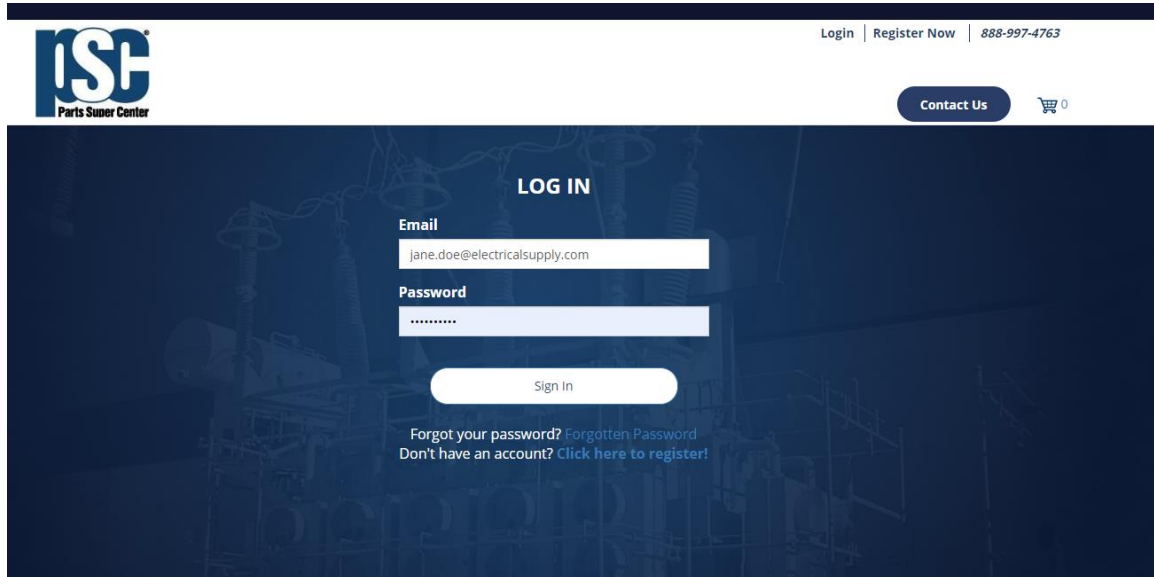 psc®
Parts Super Center
Login Register Now 888-997-4763
Contact Us 0
LOG IN
Email
jane.doe@electricalsupply.com
Password
••••••••••
Sign In
Forgot your password? Forgotten Password
Don't have an account? Click here to register!